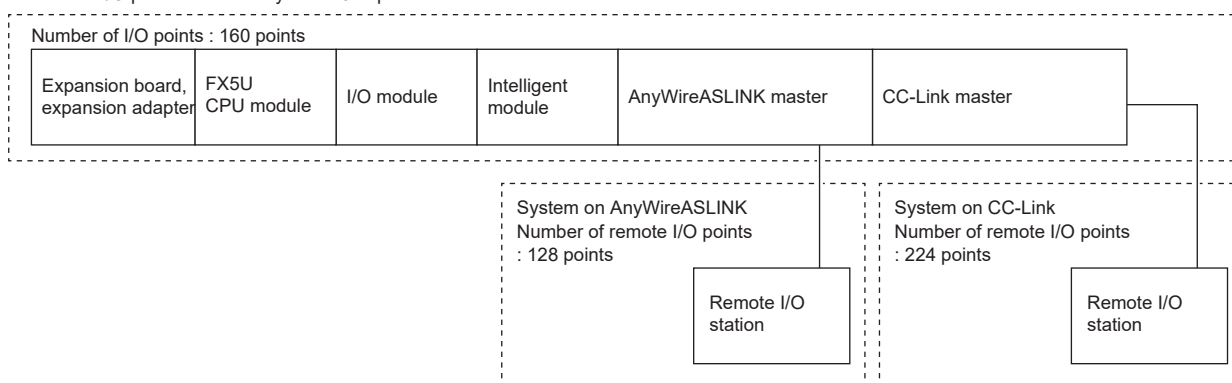 Number of I/O points : 160 points
Expansion board,
expansion adapter
FX5U
CPU module
I/O module
Intelligent
module
AnyWireASLINK master
CC-Link master
System on AnyWireASLINK
Number of remote I/O points
: 128 points
Remote I/O
station
System on CC-Link
Number of remote I/O points
: 224 points
Remote I/O
station